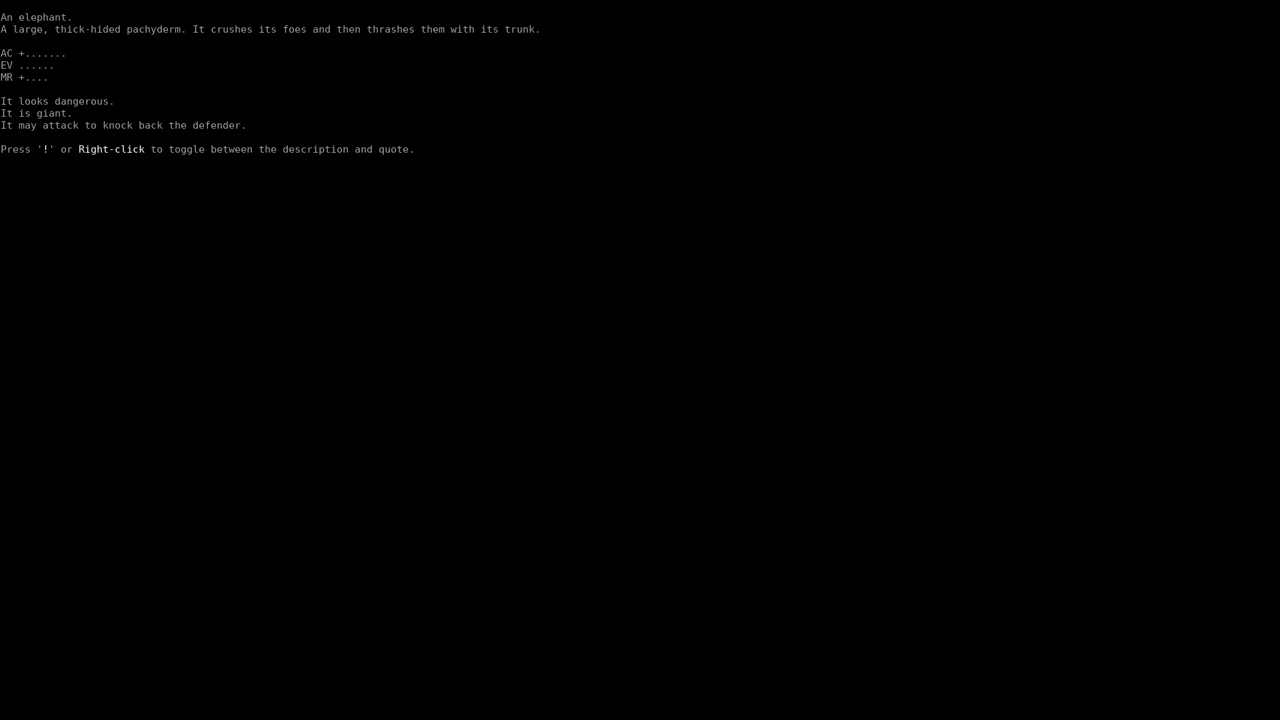 An elephant.
A large, thick-hided pachyderm. It crushes its foes and then thrashes them with its trunk.
AC +.......
EV ......
MR +....
It looks dangerous.
It is giant.
It may attack to knock back the defender.
Press '!' or Right-click to toggle between the description and quote.